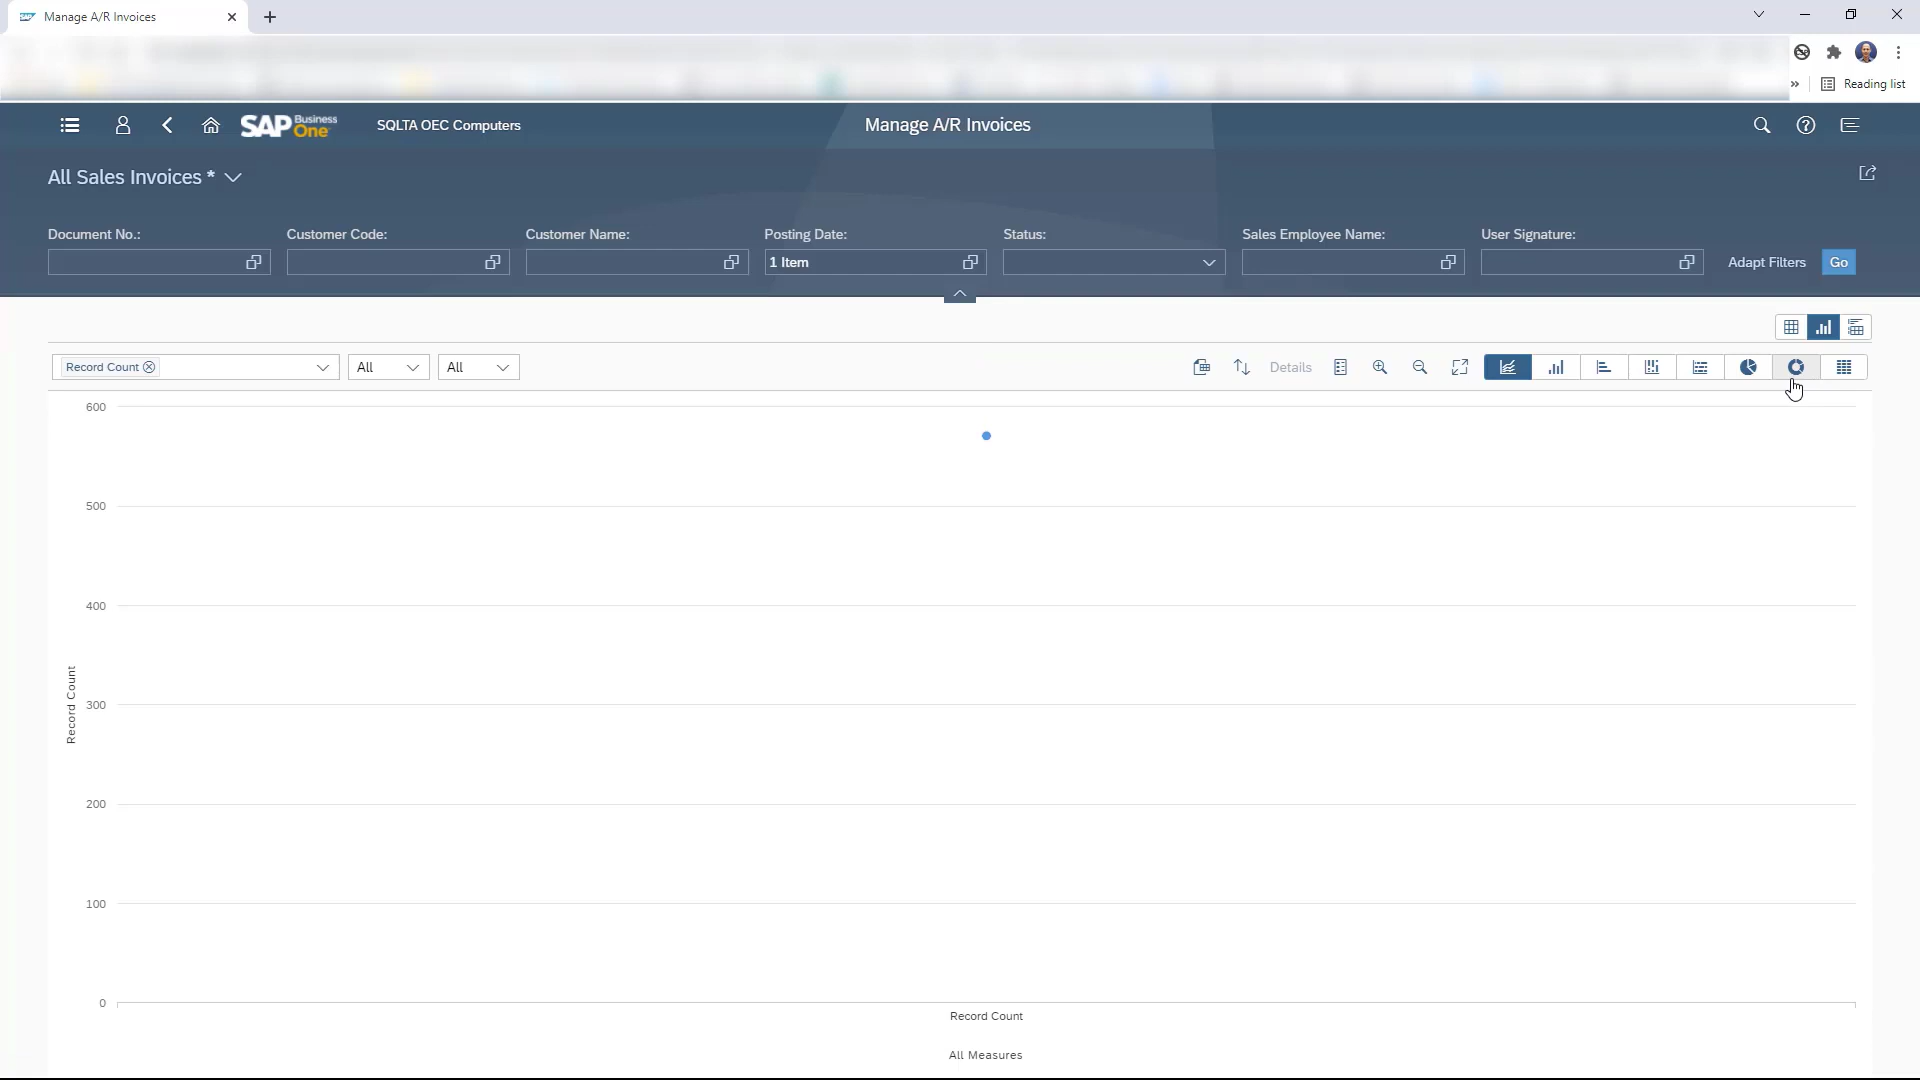 Manage A/R Invoices
Reading list
SAP Business One
SQLTA OEC Computers
Manage A/R Invoices
All Sales Invoices *
Document No.:
Customer Code:
Customer Name:
Posting Date:
Status:
Sales Employee Name:
User Signature:
1 Item
Adapt Filters
Go
Record Count
All
All
Details
600
500
400
300
200
100
0
Record Count
Record Count
All Measures